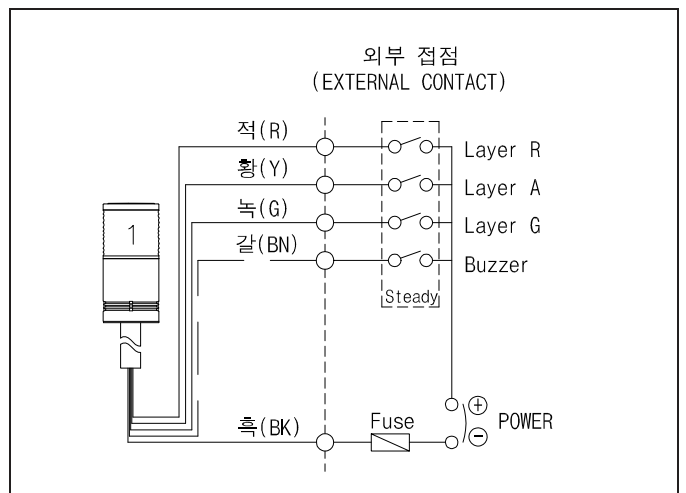 외부 접점
(EXTERNAL CONTACT)
적(R)
Layer R
황(Y)
Layer A
녹(G)
Layer G
갈(BN)
Buzzer
Steady
1
흑(BK)
Fuse
⊕
⊖
POWER